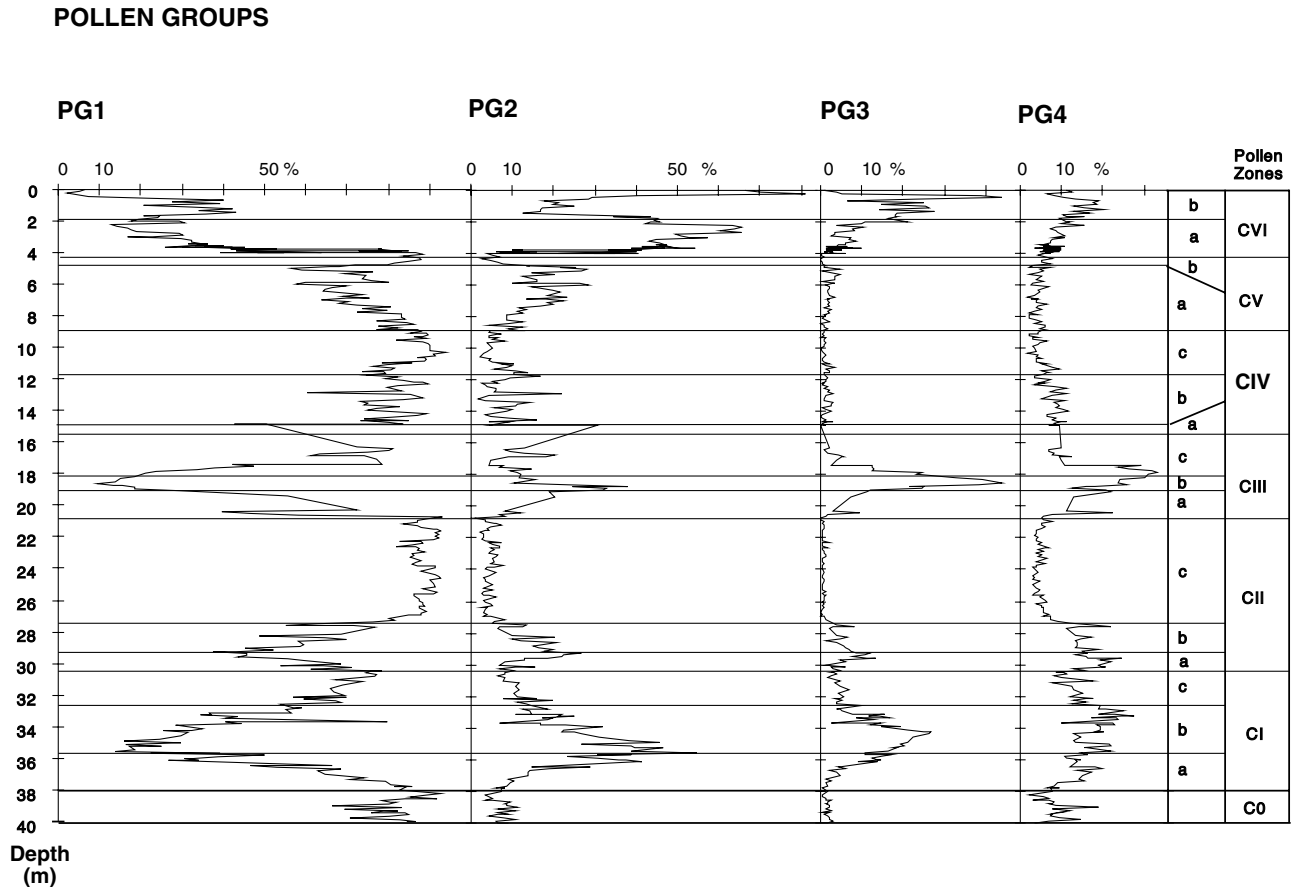 POLLEN GROUPS
PG1 PG2 PG3 PG4
0 10 50 % 0 10 50 % 0 10 % 0 10 %
Pollen
Zones
0
2
4
6
8
10
12
14
16
18
20
22
24
26
28
30
32
34
36
38
40
Depth
(m)
b
a
CVI
b
a
CV
c
b
a
CIV
c
b
a
CIII
c
b
a
CII
c
b
a
CI
C0